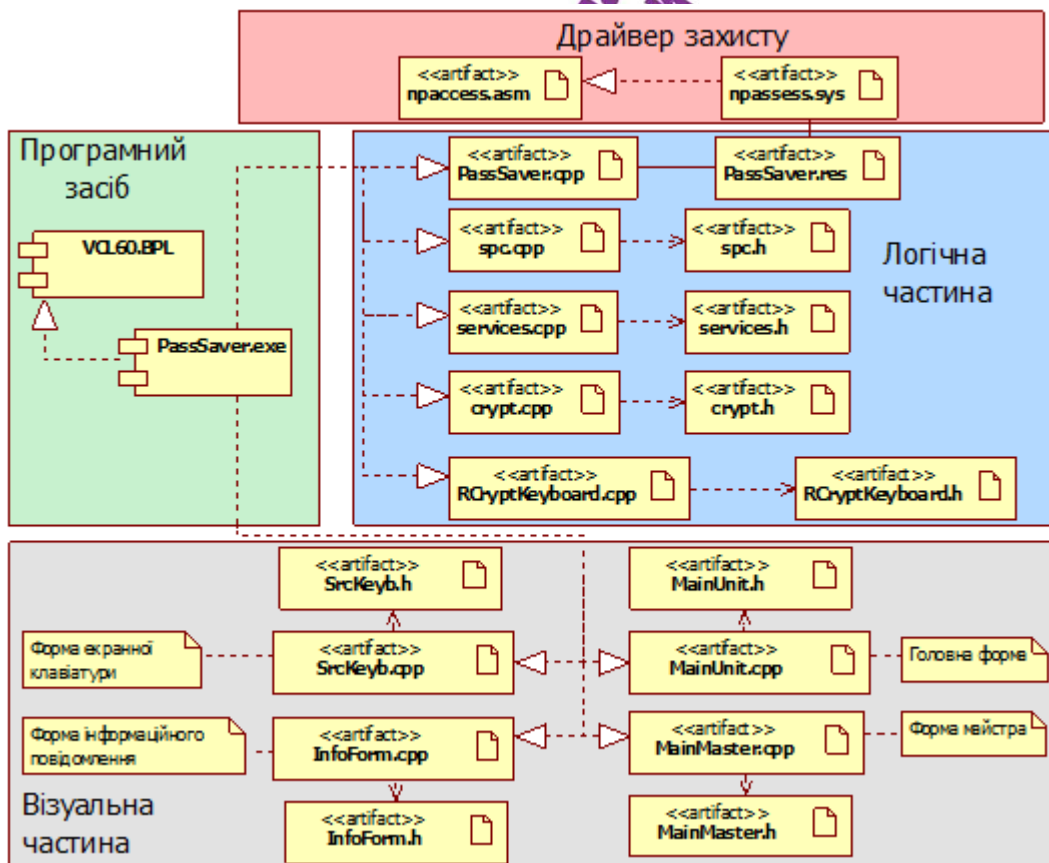 Драйвер захисту
<<artifact>>
npaccess.asm
<<artifact>>
npassess.sys
Програмний
засіб
VCL60.BPL
PassSaver.exe
<<artifact>>
PassSaver.cpp
<<artifact>>
PassSaver.res
<<artifact>>
spc.cpp
<<artifact>>
spc.h
Логічна
частина
<<artifact>>
services.cpp
<<artifact>>
services.h
<<artifact>>
crypt.cpp
<<artifact>>
crypt.h
<<artifact>>
RCryptKeyboard.cpp
<<artifact>>
RCryptKeyboard.h
<<artifact>>
SrcKeyb.h
<<artifact>>
MainUnit.h
Форма екранної
клавіатури
<<artifact>>
SrcKeyb.cpp
<<artifact>>
MainUnit.cpp
Головна форма
Форма інформаційного
повідомлення
<<artifact>>
InfoForm.cpp
<<artifact>>
MainMaster.cpp
Форма майстра
Візуальна
частина
<<artifact>>
InfoForm.h
<<artifact>>
MainMaster.h